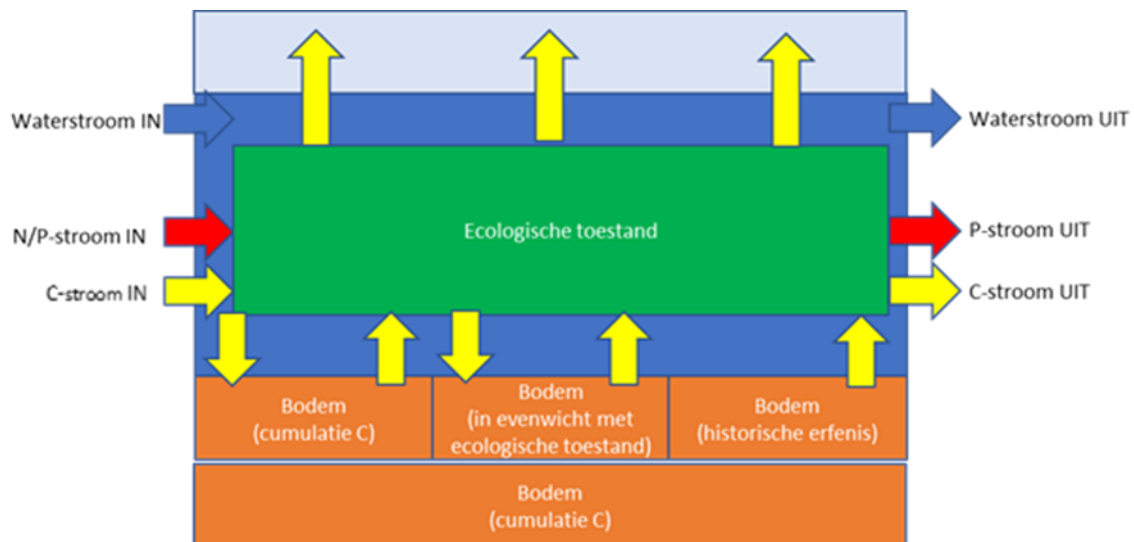 Waterstroom IN
Waterstroom UIT
N/P-stroom IN
Ecologische toestand
P-stroom UIT
C-stroom IN
C-stroom UIT
Bodem
(cumulatie C)
Bodem
(in evenwicht met
ecologische toestand)
Bodem
(historische erfenis)
Bodem
(cumulatie C)